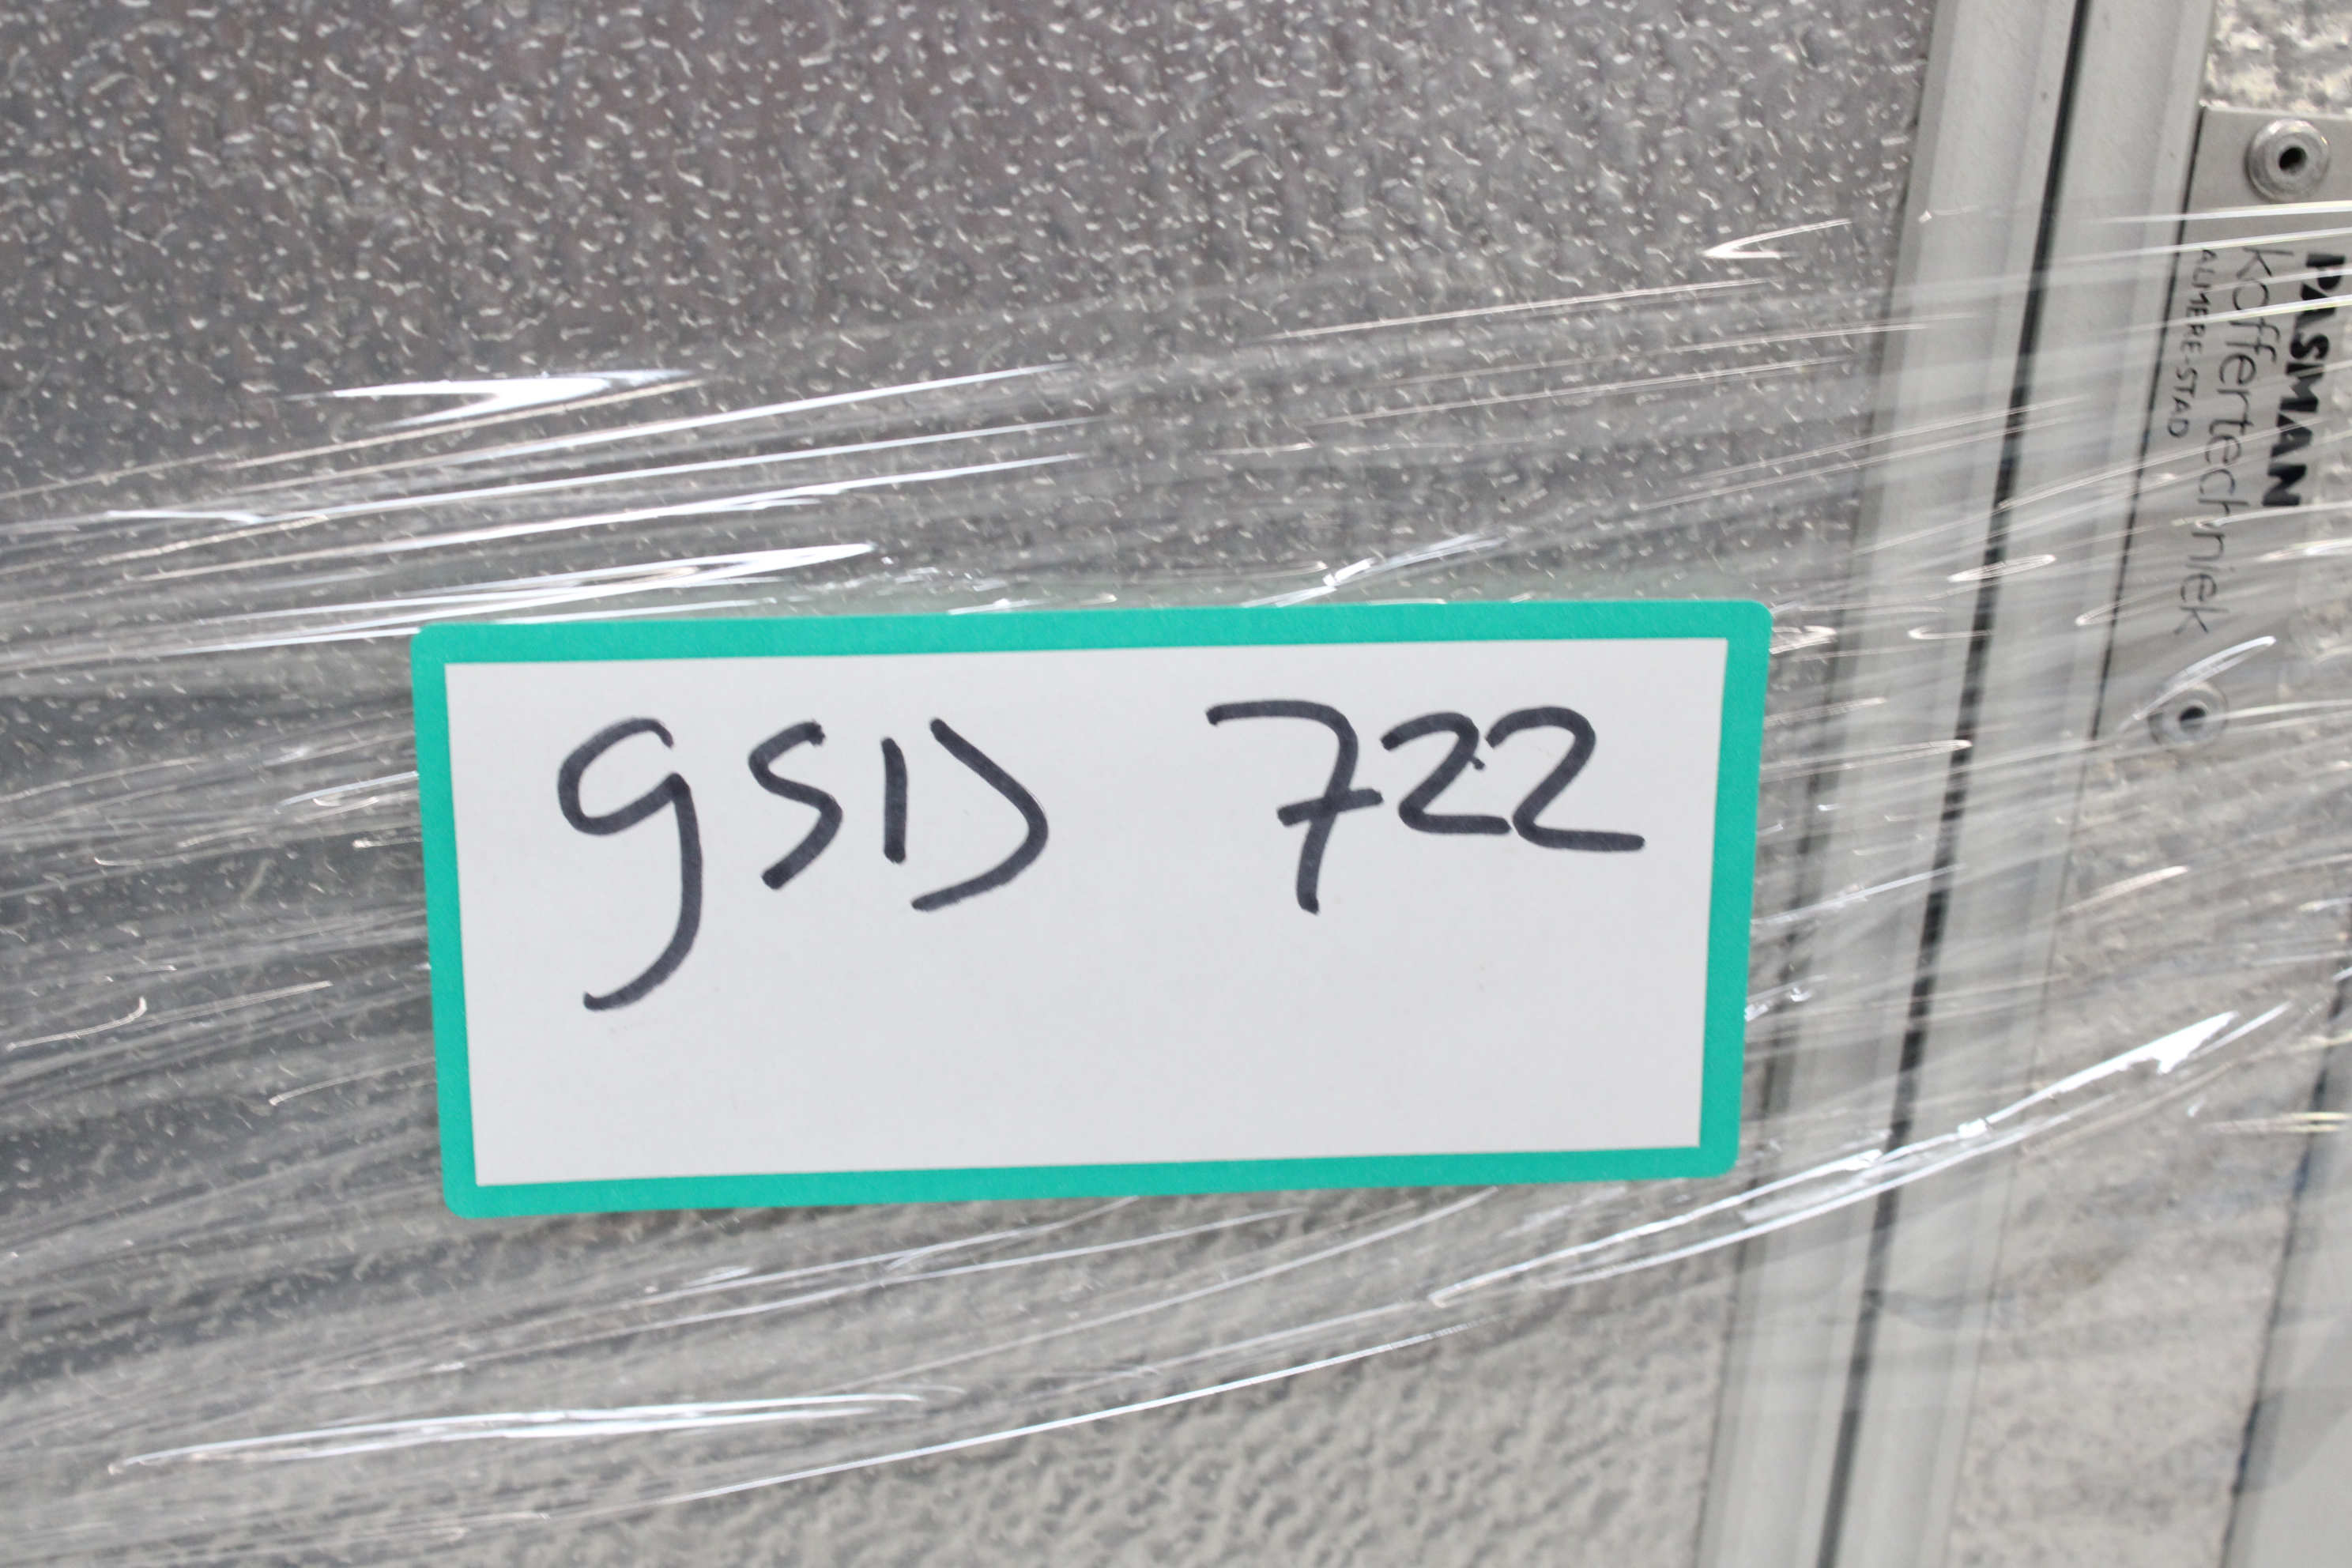 gSD 722
PALSMAN
koffertechniek
ALMERE-STAD